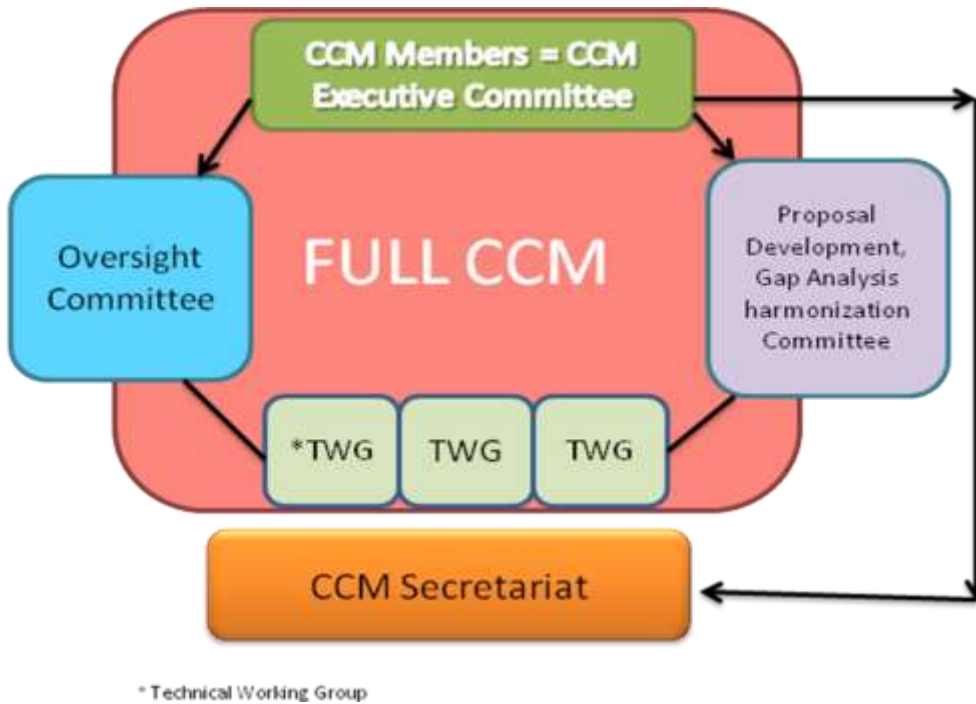 CCM Members = CCM
Executive Committee
Oversight
Committee
FULL CCM
Proposal
Development,
Gap Analysis
harmonization
Committee
*TWG
TWG
TWG
CCM Secretariat
* Technical Working Group